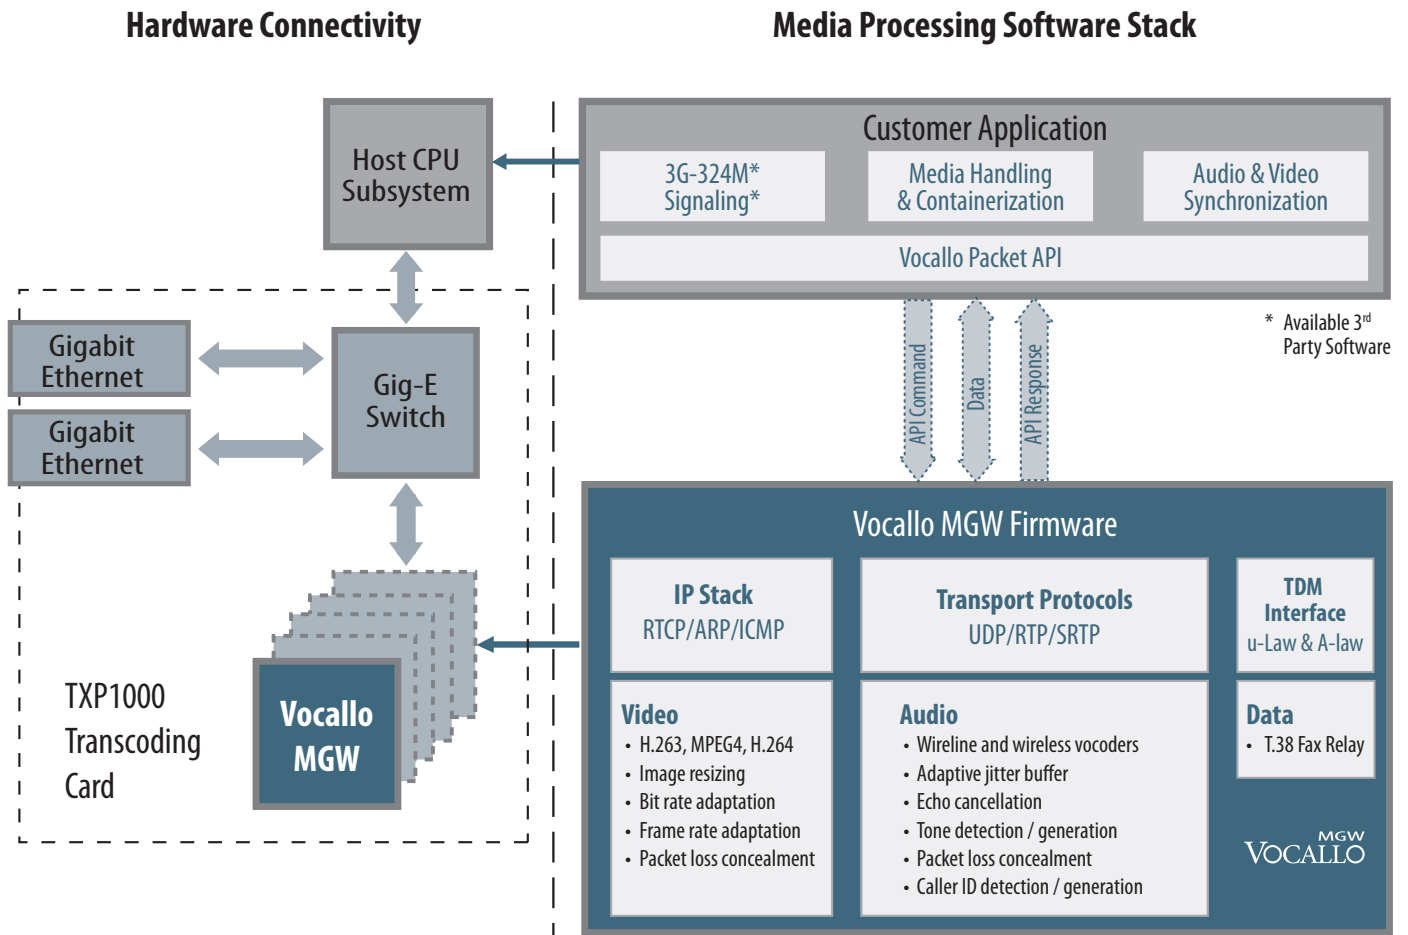 Hardware Connectivity
Media Processing Software Stack
Host CPU
Subsystem
Gigabit
Ethernet
Gigabit
Ethernet
Gig-E
Switch
TXP1000
Transcoding
Card
Vocallo
MGW
Customer Application
3G-324M*
Signaling*
Media Handling
& Containerization
Audio & Video
Synchronization
Vocallo Packet API
* Available 3rd
Party Software
API Command
Data
API Response
Vocallo MGW Firmware
IP Stack
RTCP/ARP/ICMP
Transport Protocols
UDP/RTP/SRTP
TDM
Interface
u-Law & A-law
Video
• H.263, MPEG4, H.264
• Image resizing
• Bit rate adaptation
• Frame rate adaptation
• Packet loss concealment
Audio
• Wireline and wireless vocoders
• Adaptive jitter buffer
• Echo cancellation
• Tone detection / generation
• Packet loss concealment
• Caller ID detection / generation
Data
• T.38 Fax Relay
MGW
VOCALLO